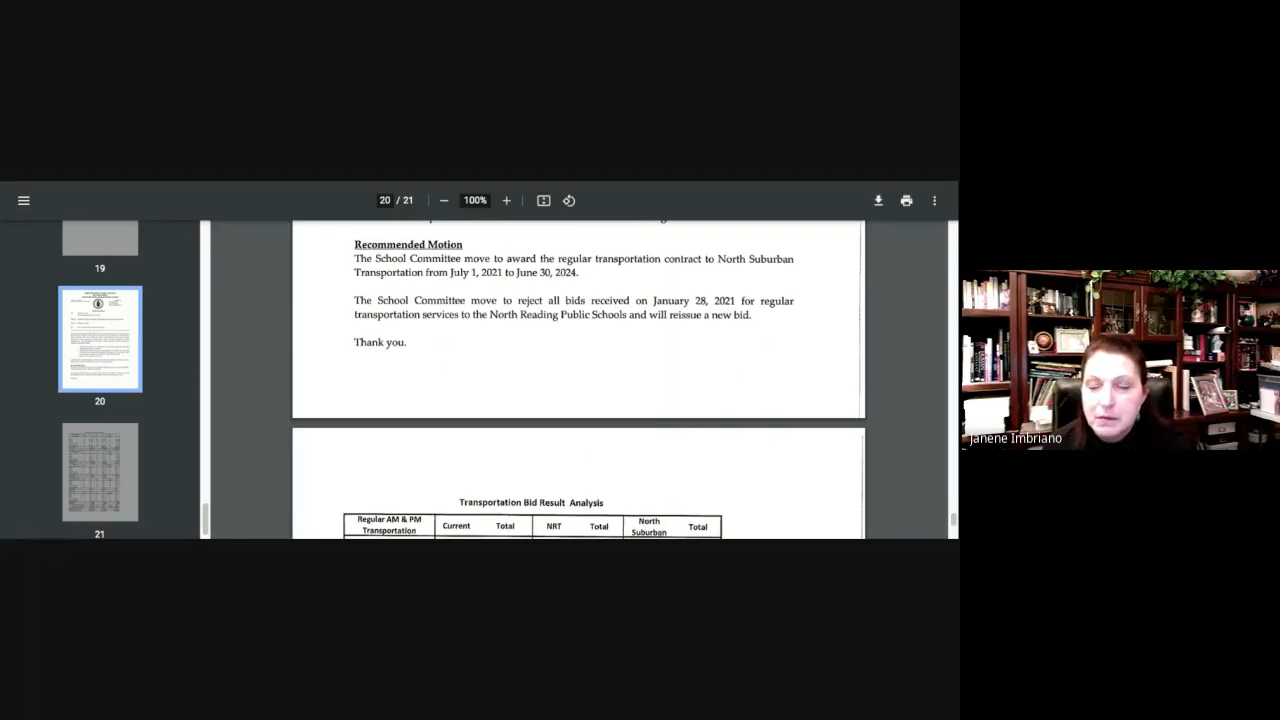 20 / 21
100%
19
20
21
Recommended Motion
The School Committee move to award the regular transportation contract to North Suburban
Transportation from July 1, 2021 to June 30, 2024.
The School Committee move to reject all bids received on January 28, 2021 for regular
transportation services to the North Reading Public Schools and will reissue a new bid.
Thank you.
Transportation Bid Result Analysis
Regular AM & PM
Transportation
Current
Total
NRT
Total
North
Suburban
Total
Janene Imbriano